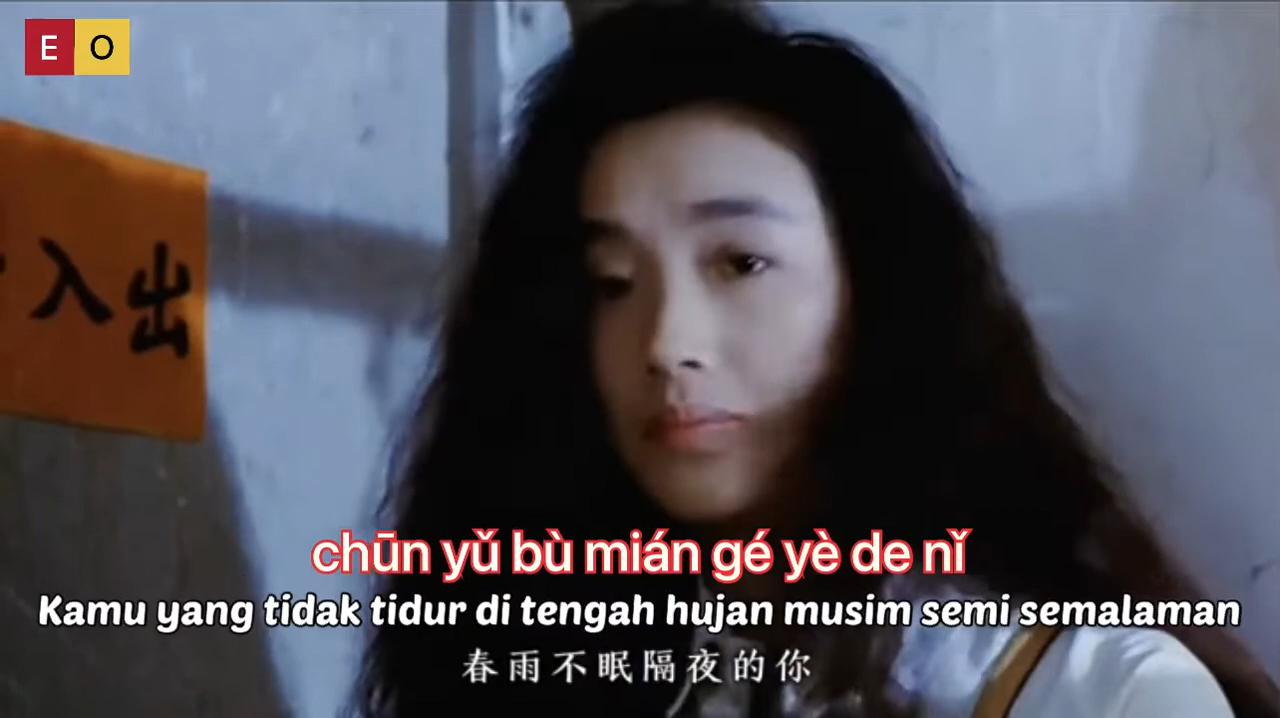 E O
入出
chūn yǔ bù mián gé yè de nǐ
Kamu yang tidak tidur di tengah hujan musim semi semalaman
春雨不眠隔夜的你